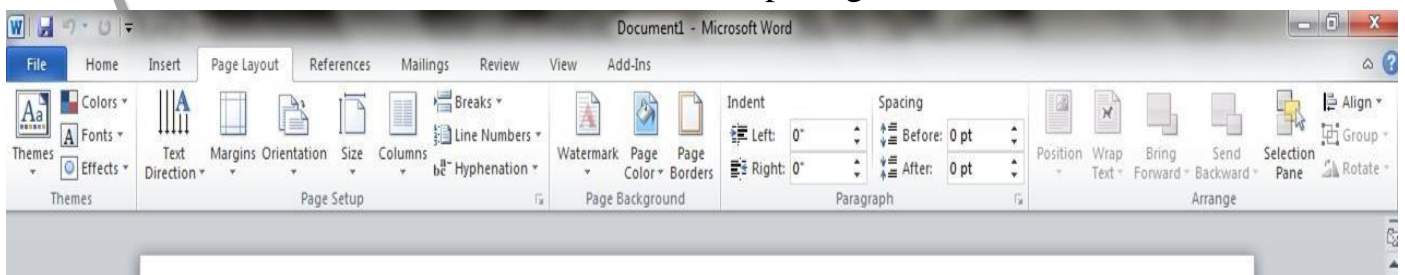 Document1 - Microsoft Word
File Home Insert Page Layout References Mailings Review View Add-Ins
Themes
Colors
Fonts
Effects
Themes
Text Direction
Margins
Orientation
Size
Columns
Breaks
Line Numbers
Hyphenation
Page Setup
Watermark
Page Color
Page Borders
Page Background
Indent
Left: 0"
Right: 0"
Spacing
Before: 0 pt
After: 0 pt
Paragraph
Position
Wrap Text
Bring Forward
Send Backward
Selection Pane
Align
Group
Rotate
Arrange